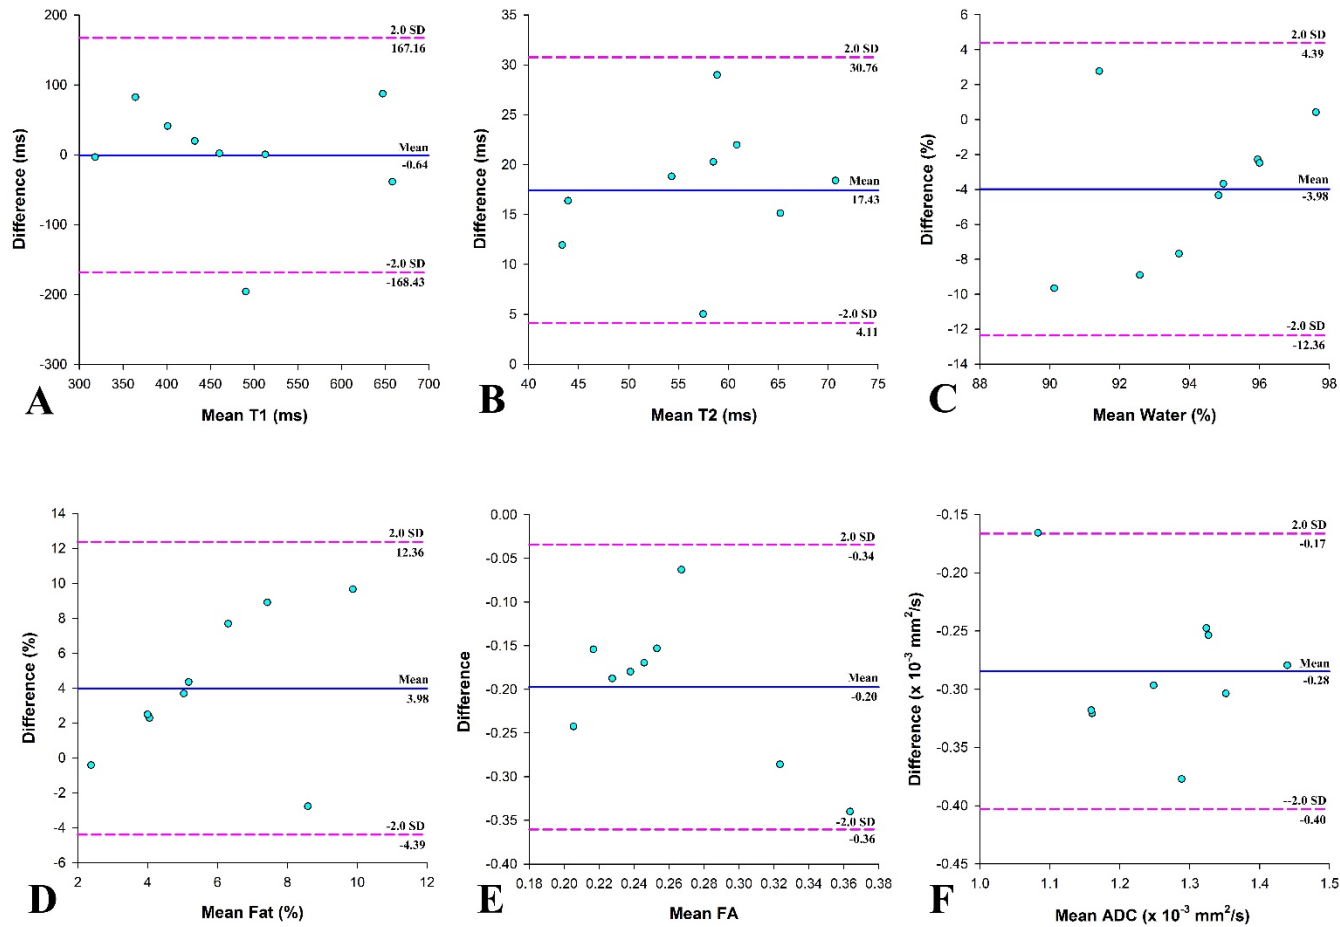 200
2.0 SD
167.16
100
Mean
0
-0.64
-100
-2.0 SD
-168.43
-200
-300
300 350 400 450 500 550 600 650 700
Difference (ms)
Mean T1 (ms)
A
35
2.0 SD
30.76
30
25
20
Mean
17.43
15
10
5
-2.0 SD
4.11
0
40 45 50 55 60 65 70 75
Difference (ms)
Mean T2 (ms)
B
6
2.0 SD
4.39
4
2
0
-2
-4
Mean
-3.98
-6
-8
-10
-12
-2.0 SD
-12.36
-14
88 90 92 94 96 98
Difference (%)
Mean Water (%)
C
14
2.0 SD
12.36
12
10
8
6
4
Mean
3.98
2
0
-2
-4
-2.0 SD
-4.39
-6
2 4 6 8 10 12
Difference (%)
Mean Fat (%)
D
0.00
2.0 SD
-0.34
-0.05
-0.10
-0.15
-0.20
Mean
-0.20
-0.25
-0.30
-0.35
-2.0 SD
-0.36
-0.40
0.18 0.20 0.22 0.24 0.26 0.28 0.30 0.32 0.34 0.36 0.38
Difference
Mean FA
E
-0.15
2.0 SD
-0.17
-0.20
-0.25
Mean
-0.28
-0.30
-0.35
-0.40
--2.0 SD
-0.40
-0.45
1.0 1.1 1.2 1.3 1.4 1.5
Difference (x 10⁻³ mm²/s)
Mean ADC (x 10⁻³ mm²/s)
F